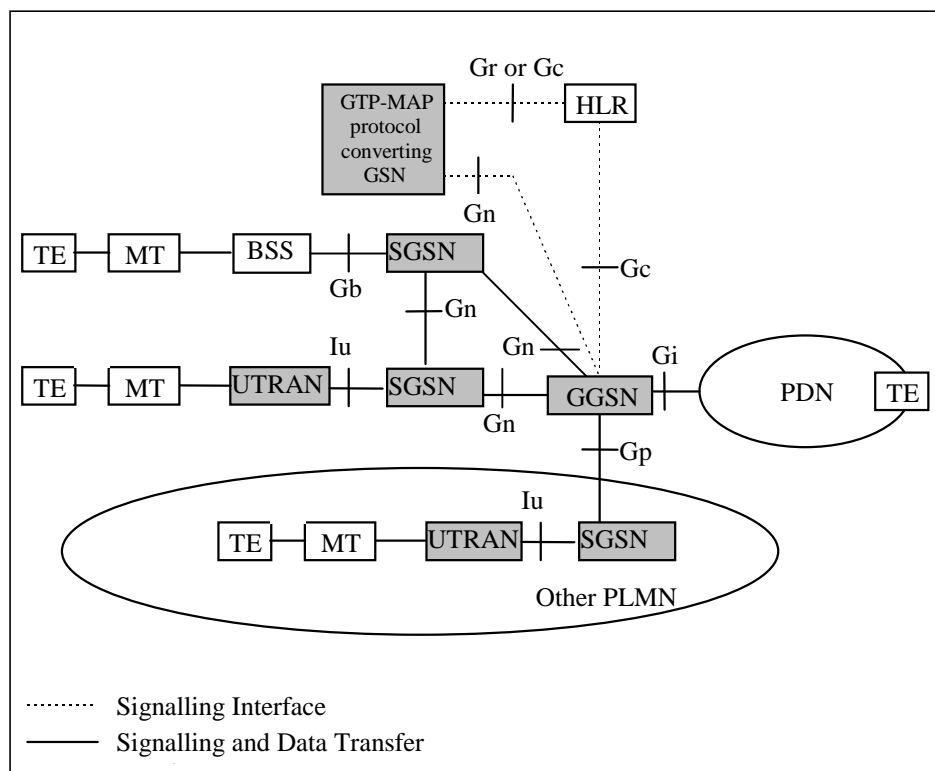 Gr or Gc
GTP-MAP
protocol
converting
GSN
HLR
Gn
Gc
TE
MT
BSS
Gb
SGSN
Gn
Gn
TE
MT
UTRAN
Iu
SGSN
Gn
GGSN
Gi
PDN
TE
Gp
TE
MT
UTRAN
Iu
SGSN
Other PLMN
Signalling Interface
Signalling and Data Transfer